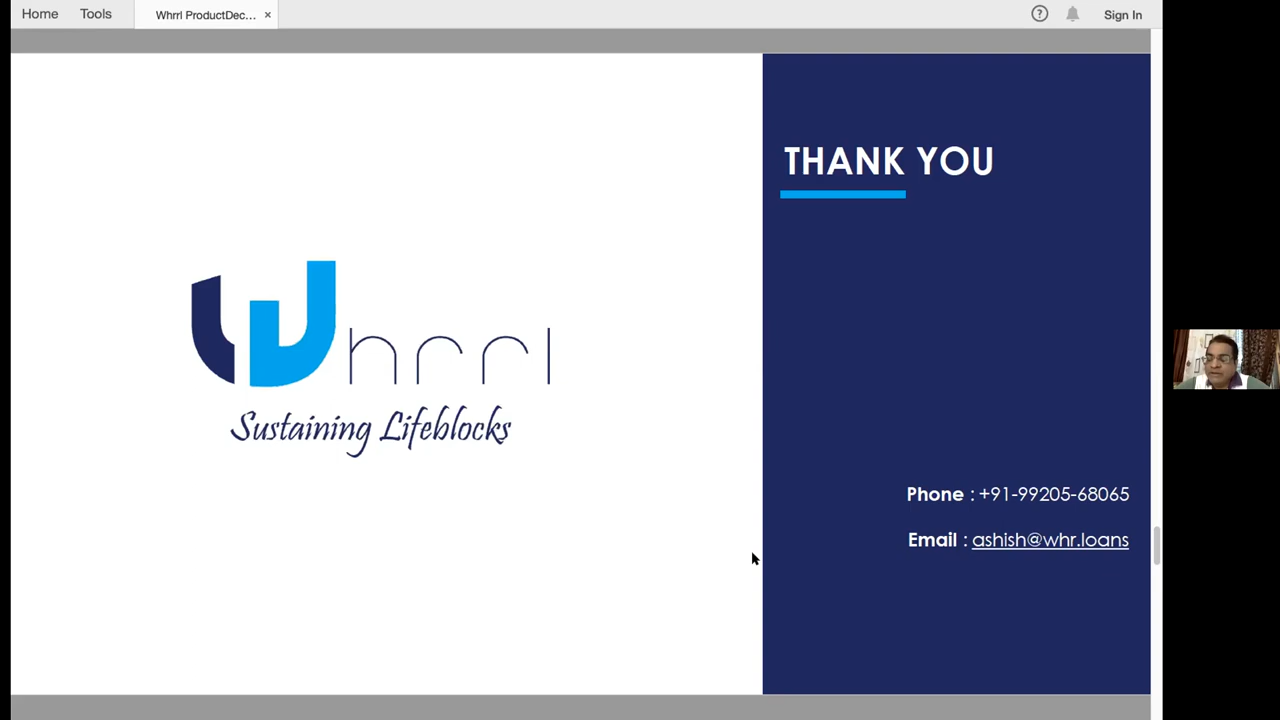 Home Tools Whrrl ProductDec... × ? Sign In
THANK YOU
Whrrl
Sustaining Lifeblocks
Phone : +91-99205-68065
Email : ashish@whr.loans